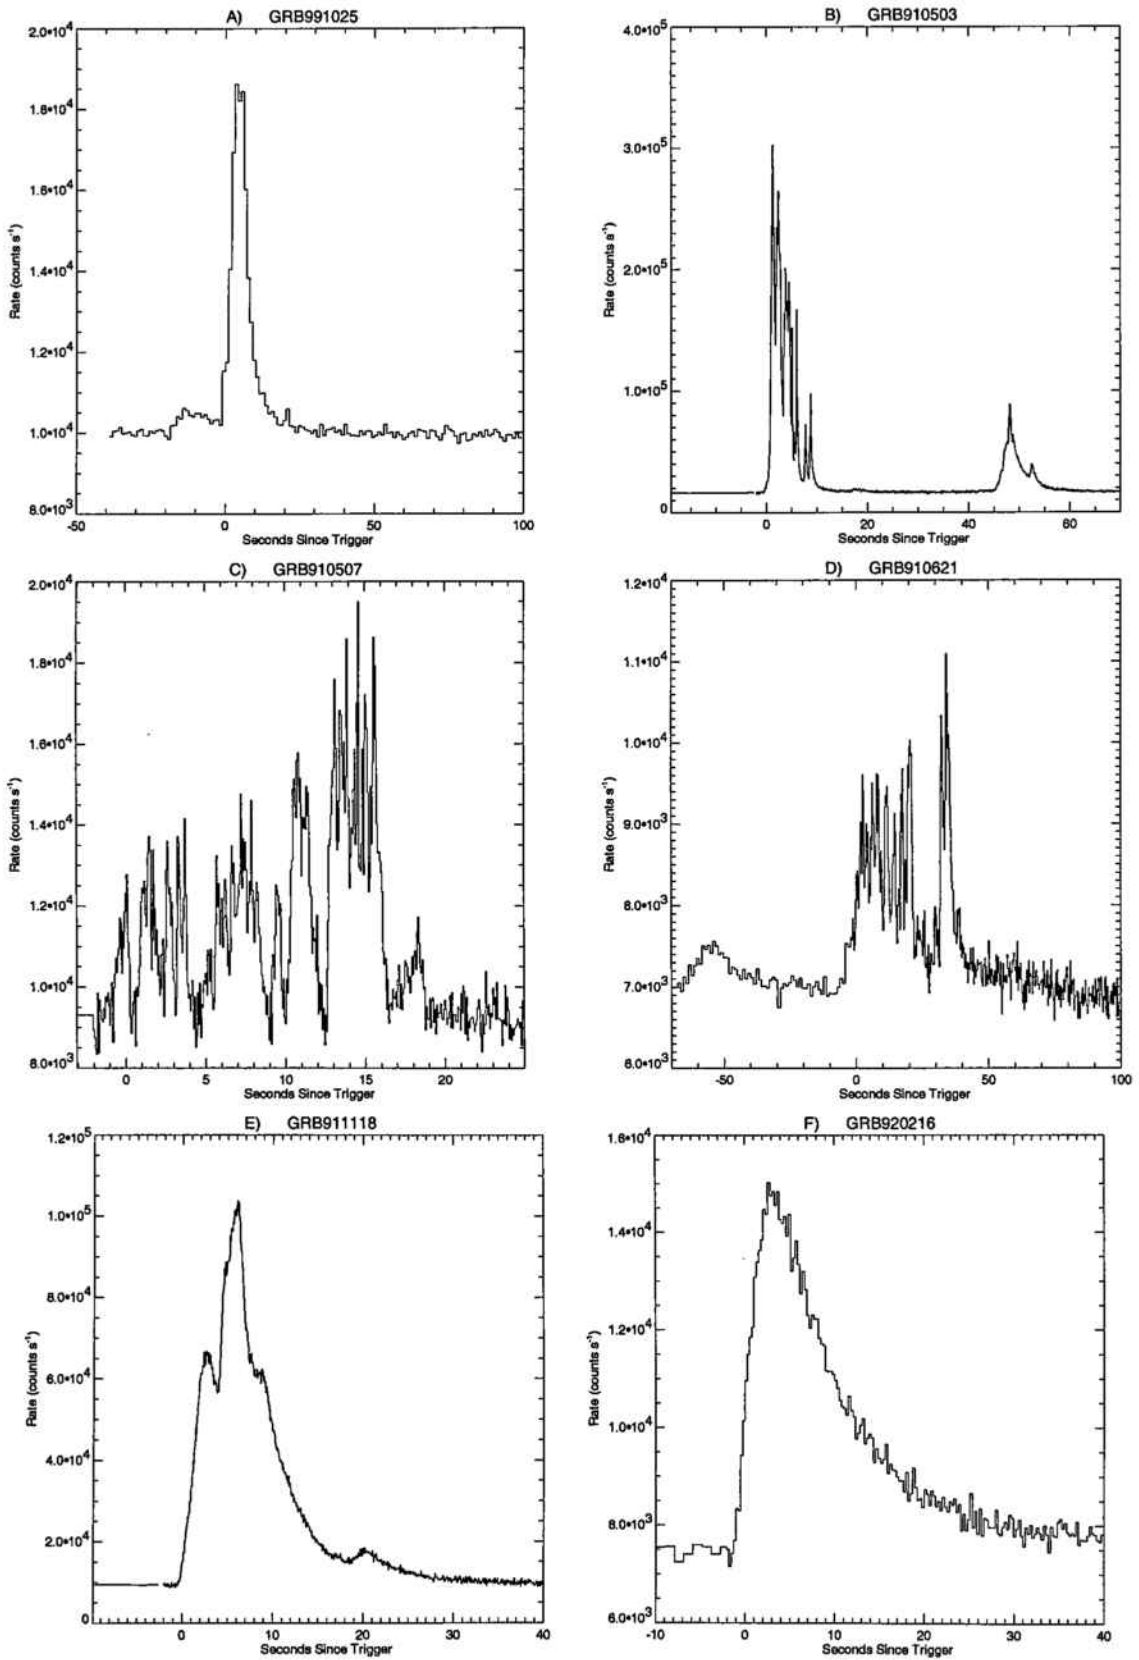 A) GRB991025
2.0•10⁴
1.8•10⁴
1.6•10⁴
1.4•10⁴
1.2•10⁴
1.0•10⁴
8.0•10³
Rate (counts s⁻¹)
-50 0 50 100
Seconds Since Trigger
B) GRB910503
4.0•10⁵
3.0•10⁵
2.0•10⁵
1.0•10⁵
0
Rate (counts s⁻¹)
0 20 40 60
Seconds Since Trigger
C) GRB910507
2.0•10⁴
1.8•10⁴
1.6•10⁴
1.4•10⁴
1.2•10⁴
1.0•10⁴
8.0•10³
Rate (counts s⁻¹)
0 5 10 15 20
Seconds Since Trigger
D) GRB910621
1.2•10⁴
1.1•10⁴
1.0•10⁴
9.0•10³
8.0•10³
7.0•10³
6.0•10³
Rate (counts s⁻¹)
-50 0 50 100
Seconds Since Trigger
E) GRB911118
1.2•10⁵
1.0•10⁵
8.0•10⁴
6.0•10⁴
4.0•10⁴
2.0•10⁴
0
Rate (counts s⁻¹)
0 10 20 30 40
Seconds Since Trigger
F) GRB920216
1.6•10⁴
1.4•10⁴
1.2•10⁴
1.0•10⁴
8.0•10³
6.0•10³
Rate (counts s⁻¹)
-10 0 10 20 30 40
Seconds Since Trigger